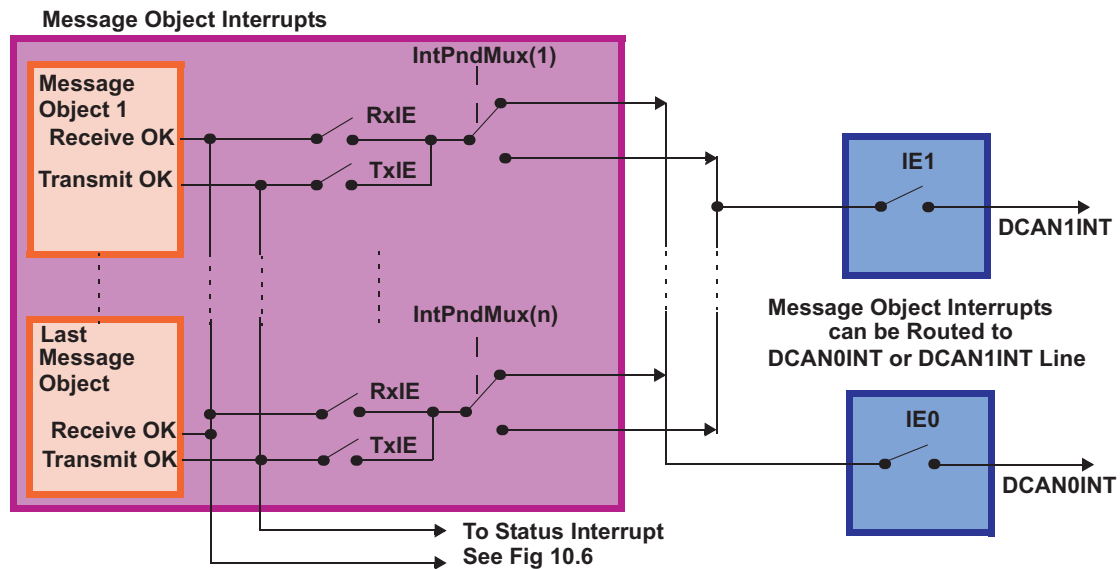 Message Object Interrupts
IntPndMux(1)
Message
Object 1
Receive OK
Transmit OK
RxIE
TxIE
IE1
DCAN1INT
Message Object Interrupts
can be Routed to
DCAN0INT or DCAN1INT Line
IntPndMux(n)
Last
Message
Object
Receive OK
Transmit OK
RxIE
TxIE
IE0
DCAN0INT
To Status Interrupt
See Fig 10.6